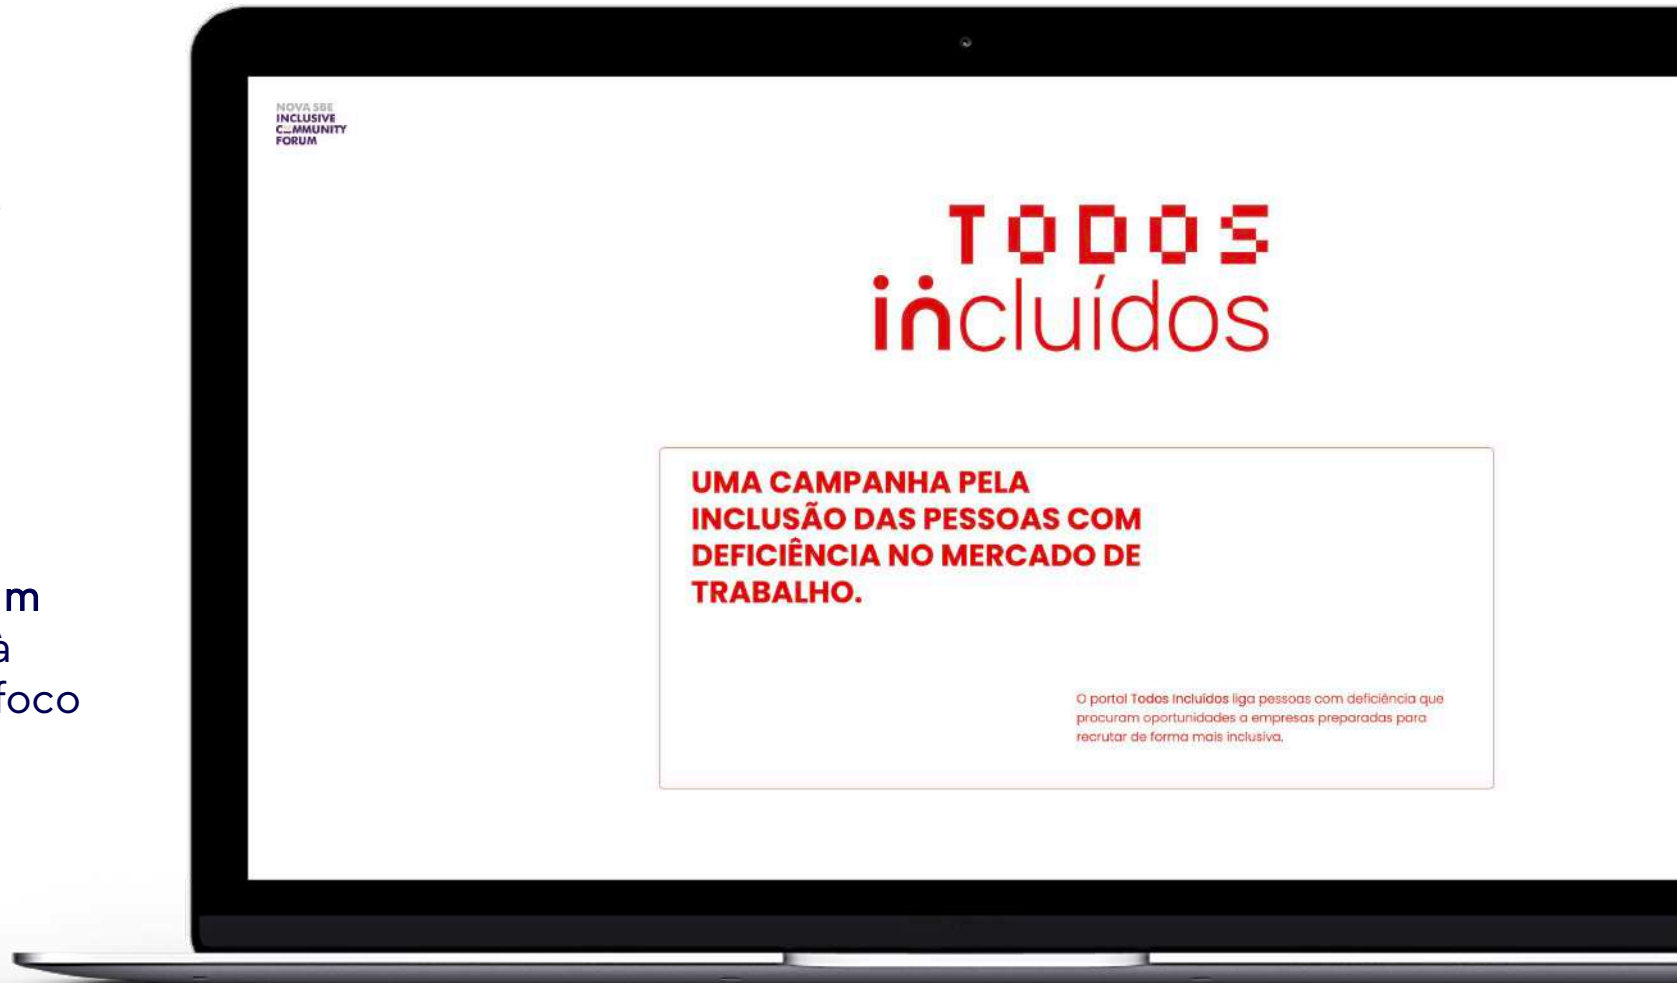 NOVA SBE
INCLUSIVE
C_MMUNITY
FORUM
TODOS
incluídos
UMA CAMPANHA PELA
INCLUSÃO DAS PESSOAS COM
DEFICIÊNCIA NO MERCADO DE
TRABALHO.
O portal Todos Incluídos liga pessoas com deficiência que
procuram oportunidades a empresas preparadas para
recrutar de forma mais inclusiva.
m
à
foco